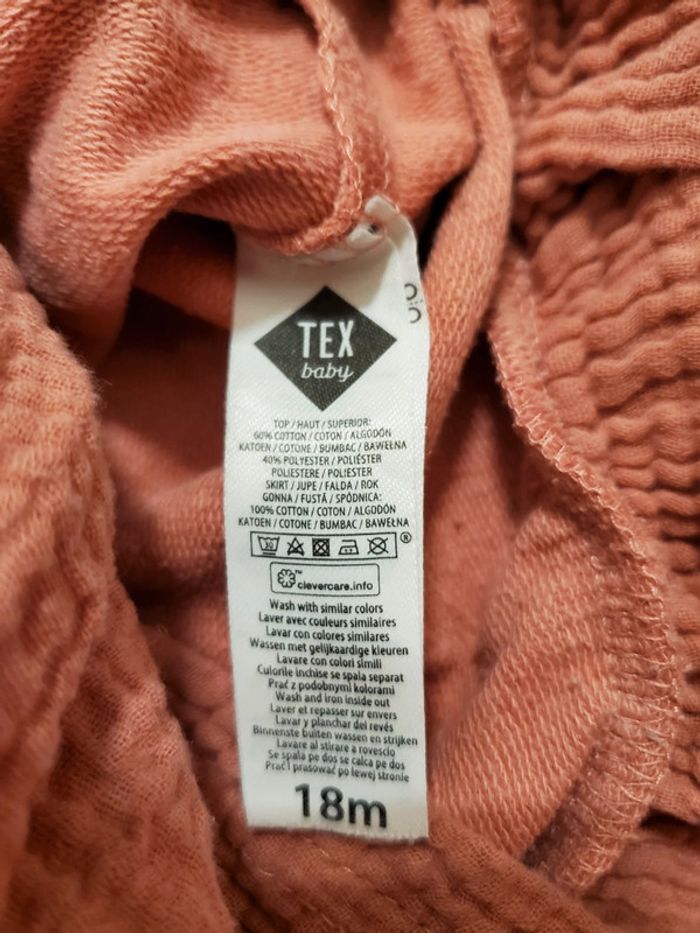 TEX
baby
TOP / HAUT / SUPERIOR:
60% COTTON / COTON / ALGODÓN
KATOEN / COTONE / BUMBAC / BAWEŁNA
40% POLYESTER / POLIÉSTER
POLIESTERE / POLIESTER
SKIRT / JUPE / FALDA / ROK
GONNA / FUSTĂ / SPÓDNICA:
100% COTTON / COTON / ALGODÓN
KATOEN / COTONE / BUMBAC / BAWEŁNA
30 ®
™ clevercare.info
Wash with similar colors
Laver avec couleurs similaires
Lavar con colores similares
Wassen met gelijkaardige kleuren
Lavare con colori simili
Culorile inchise se spala separat
Prać z podobnymi kolorami
Wash and iron inside out
Laver et repasser sur envers
Lavar y planchar del revés
Binnenste buiten wassen en strijken
Lavare al stirare a rovescio
Se spala pe dos se calca pe dos
Prać i prasować po lewej stronie
18m